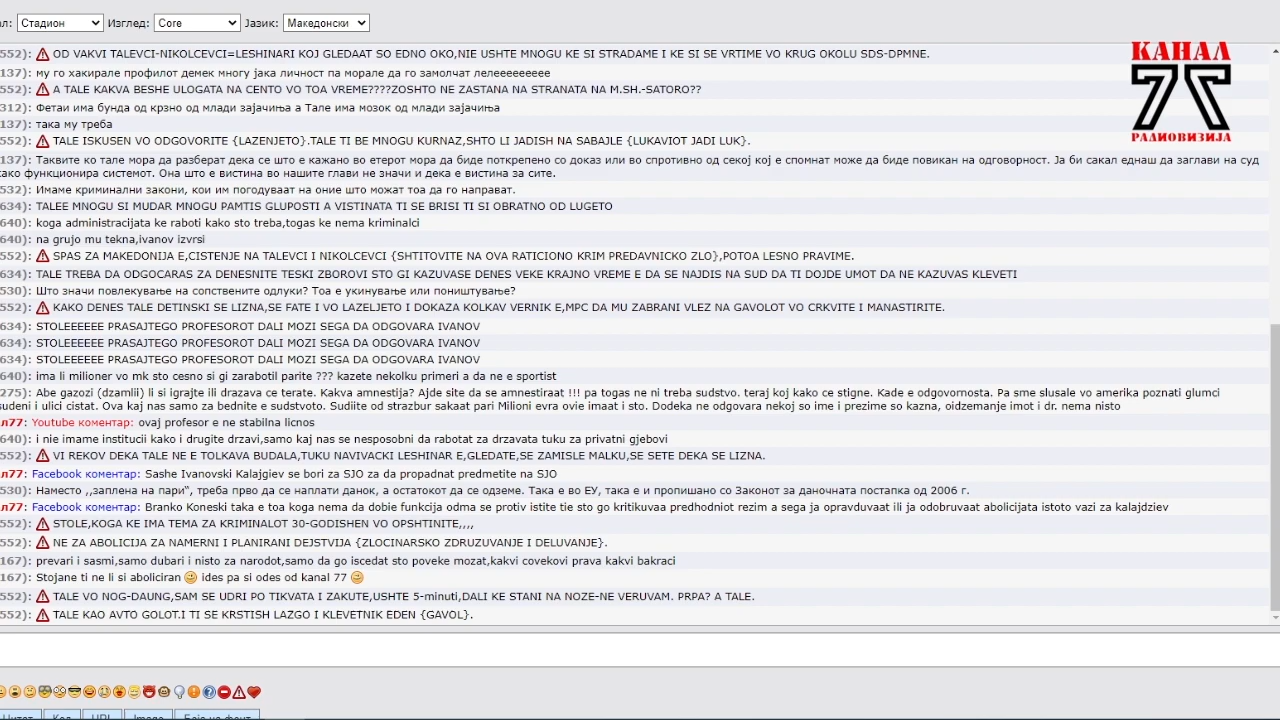 ал: Стадион Изглед: Core Јазик: Македонски
552): OD VAKVI TALEVCI-NIKOLCEVCI=LESHINARI KOJ GLEDAAT SO EDNO OKO.NIE USHTE MNOGU KE SI STRADAME I KE SI SE VRTIME VO KRUG OKOLU SDS-DPMNE.
137): му го хакирале профилот демек многу јака личност па морале да го замолчат лелеееееееее
552): A TALE KAKVA BESHE ULOGATA NA CENTO VO TOA VREME????ZOSHTO NE ZASTANA NA STRANATA NA M.SH.-SATORO??
312): Фетаи има бунда од крзно од млади зајачиња а Тале има мозок од млади зајачиња
137): така му треба
552): TALE ISKUSEN VO ODGOVORITE {LAZENJETO}.TALE TI BE MNOGU KURNAZ,SHTO LI JADISH NA SABAJLE {LUKAVIOT JADI LUK}.
137): Таквите ко тале мора да разберат дека се што е кажано во етерот мора да биде поткрепено со доказ или во спротивно од секој кој е спомнат може да биде повикан на одговорност. Ја би сакал еднаш да заглави на суд
како функционира системот. Она што е вистина во нашите глави не значи и дека е вистина за сите.
532): Имаме криминални закони, кои им погодуваат на оние што можат тоа да го направат.
634): TALEE MNOGU SI MUDAR MNOGU PAMTIS GLUPOSTI A VISTINATA TI SE BRISI TI SI OBRATNO OD LUGETO
640): koga administracijata ke raboti kako sto treba,togas ke nema kriminalci
640): na grujo mu tekna,ivanov izvrsi
552): SPAS ZA MAKEDONIJA E,CISTENJE NA TALEVCI I NIKOLCEVCI {SHTITOVITE NA OVA RATICIONO KRIM PREDAVNICKO ZLO},POTOA LESNO PRAVIME.
634): TALE TREBA DA ODGOCARAS ZA DENESNITE TESKI ZBOROVI STO GI KAZUVASE DENES VEKE KRAJNO VREME E DA SE NAJDIS NA SUD DA TI DOJDE UMOT DA NE KAZUVAS KLEVETI
530): Што значи повлекување на сопствените одлуки? Тоа е укинување или поништување?
552): KAKO DENES TALE DETINSKI SE LIZNA,SE FATE I VO LAZELJETO I DOKAZA KOLKAV VERNIK E,MPC DA MU ZABRANI VLEZ NA GAVOLOT VO CRKVITE I MANASTIRITE.
634): STOLEEEEEE PRASAJTEGO PROFESOROT DALI MOZI SEGA DA ODGOVARA IVANOV
634): STOLEEEEEE PRASAJTEGO PROFESOROT DALI MOZI SEGA DA ODGOVARA IVANOV
634): STOLEEEEEE PRASAJTEGO PROFESOROT DALI MOZI SEGA DA ODGOVARA IVANOV
640): ima li milioner vo mk sto cesno si gi zarabotil parite ??? kazete nekolku primeri a da ne e sportist
275): Abe gazozi (dzamlii) li si igrajte ili drazava ce terate. Kakva amnestija? Ajde site da se amnestiraat !!! pa togas ne ni treba sudstvo. teraj koj kako ce stigne. Kade e odgovornosta. Pa sme slusale vo amerika poznati glumci
sudeni i ulici cistat. Ova kaj nas samo za bednite e sudstvoto. Sudiite od strazbur sakaat pari Milioni evra ovie imaat i sto. Dodeka ne odgovara nekoj so ime i prezime so kazna, oidzemanje imot i dr. nema nisto
л77: Youtube коментар: ovaj profesor e ne stabilna licnos
640): i nie imame institucii kako i drugite drzavi,samo kaj nas se nesposobni da rabotat za drzavata tuku za privatni gjebovi
552): VI REKOV DEKA TALE NE E TOLKAVA BUDALA,TUKU NAVIVACKI LESHINAR E,GLEDATE,SE ZAMISLE MALKU,SE SETE DEKA SE LIZNA.
л77: Facebook коментар: Sashe Ivanovski Kalajgiev se bori za SJO za da propadnat predmetite na SJO
530): Наместо ,,заплена на пари“, треба прво да се наплати данок, а остатокот да се одземе. Така е во ЕУ, така е и пропишано со Законот за даночната постапка од 2006 г.
л77: Facebook коментар: Branko Koneski taka e toa koga nema da dobie funkcija odma se protiv istite tie sto go kritikuvaa predhodniot rezim a sega ja opravduvaat ili ja odobruvaat abolicijata istoto vazi za kalajdziev
552): STOLE,KOGA KE IMA TEMA ZA KRIMINALOT 30-GODISHEN VO OPSHTINITE,,,,
552): NE ZA ABOLICIJA ZA NAMERNI I PLANIRANI DEJSTVIJA {ZLOCINARSKO ZDRUZUVANJE I DELUVANJE}.
167): prevari i sasmi,samo dubari i nisto za narodot,samo da go iscedat sto poveke mozat,kakvi covekovi prava kakvi bakraci
167): Stojane ti ne li si aboliciran ides pa si odes od kanal 77
552): TALE VO NOG-DAUNG,SAM SE UDRI PO TIKVATA I ZAKUTE,USHTE 5-minuti,DALI KE STANI NA NOZE-NE VERUVAM. PRPA? A TALE.
552): TALE KAO AVTO GOLOT.I TI SE KRSTISH LAZGO I KLEVETNIK EDEN {GAVOL}.
КАНАЛ
77
РАДИОВИЗИЈА
Цитат Код URL Image Боја на фонт